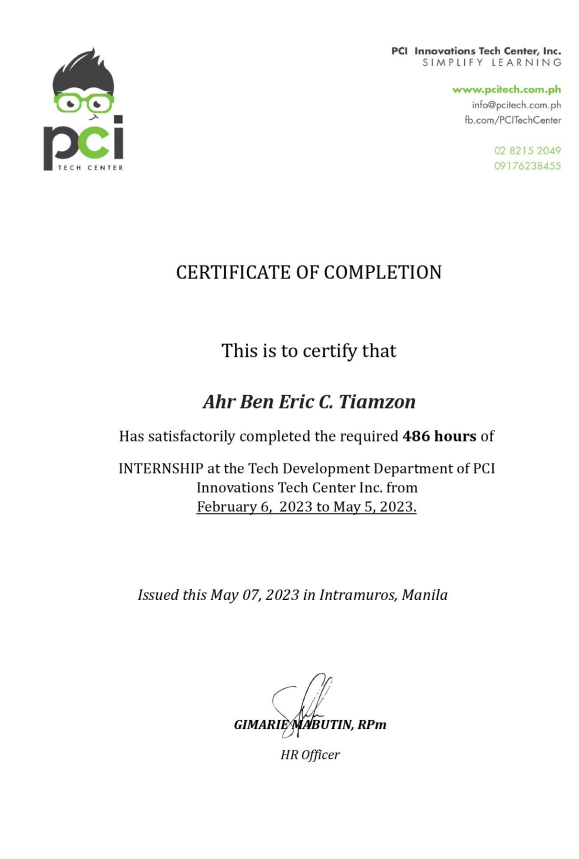 PCI Innovations Tech Center, Inc.
SIMPLIFY LEARNING
www.pcitech.com.ph
info@pcitech.com.ph
fb.com/PCITechCenter
02 8215 2049
09176238455
pci
TECH CENTER
CERTIFICATE OF COMPLETION
This is to certify that
Ahr Ben Eric C. Tiamzon
Has satisfactorily completed the required 486 hours of
INTERNSHIP at the Tech Development Department of PCI
Innovations Tech Center Inc. from
February 6, 2023 to May 5, 2023.
Issued this May 07, 2023 in Intramuros, Manila
GIMARIE MABUTIN, RPm
HR Officer